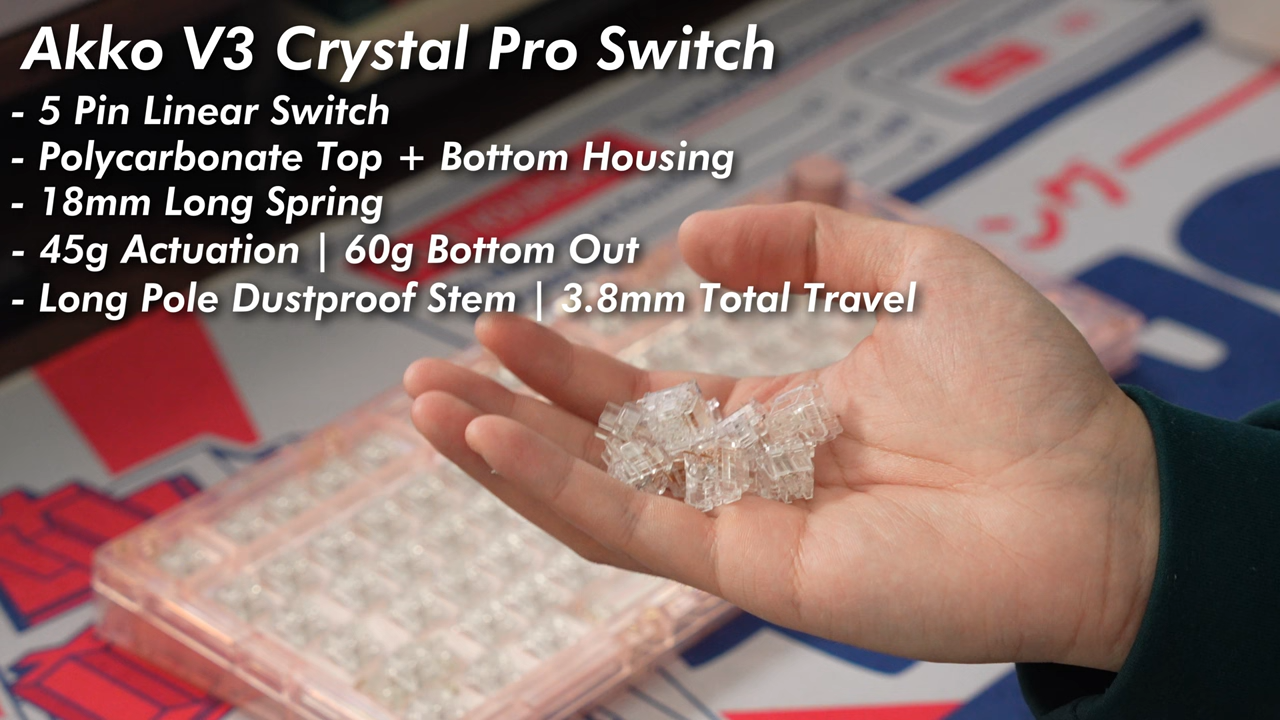 Akko V3 Crystal Pro Switch
- 5 Pin Linear Switch
- Polycarbonate Top + Bottom Housing
- 18mm Long Spring
- 45g Actuation | 60g Bottom Out
- Long Pole Dustproof Stem | 3.8mm Total Travel